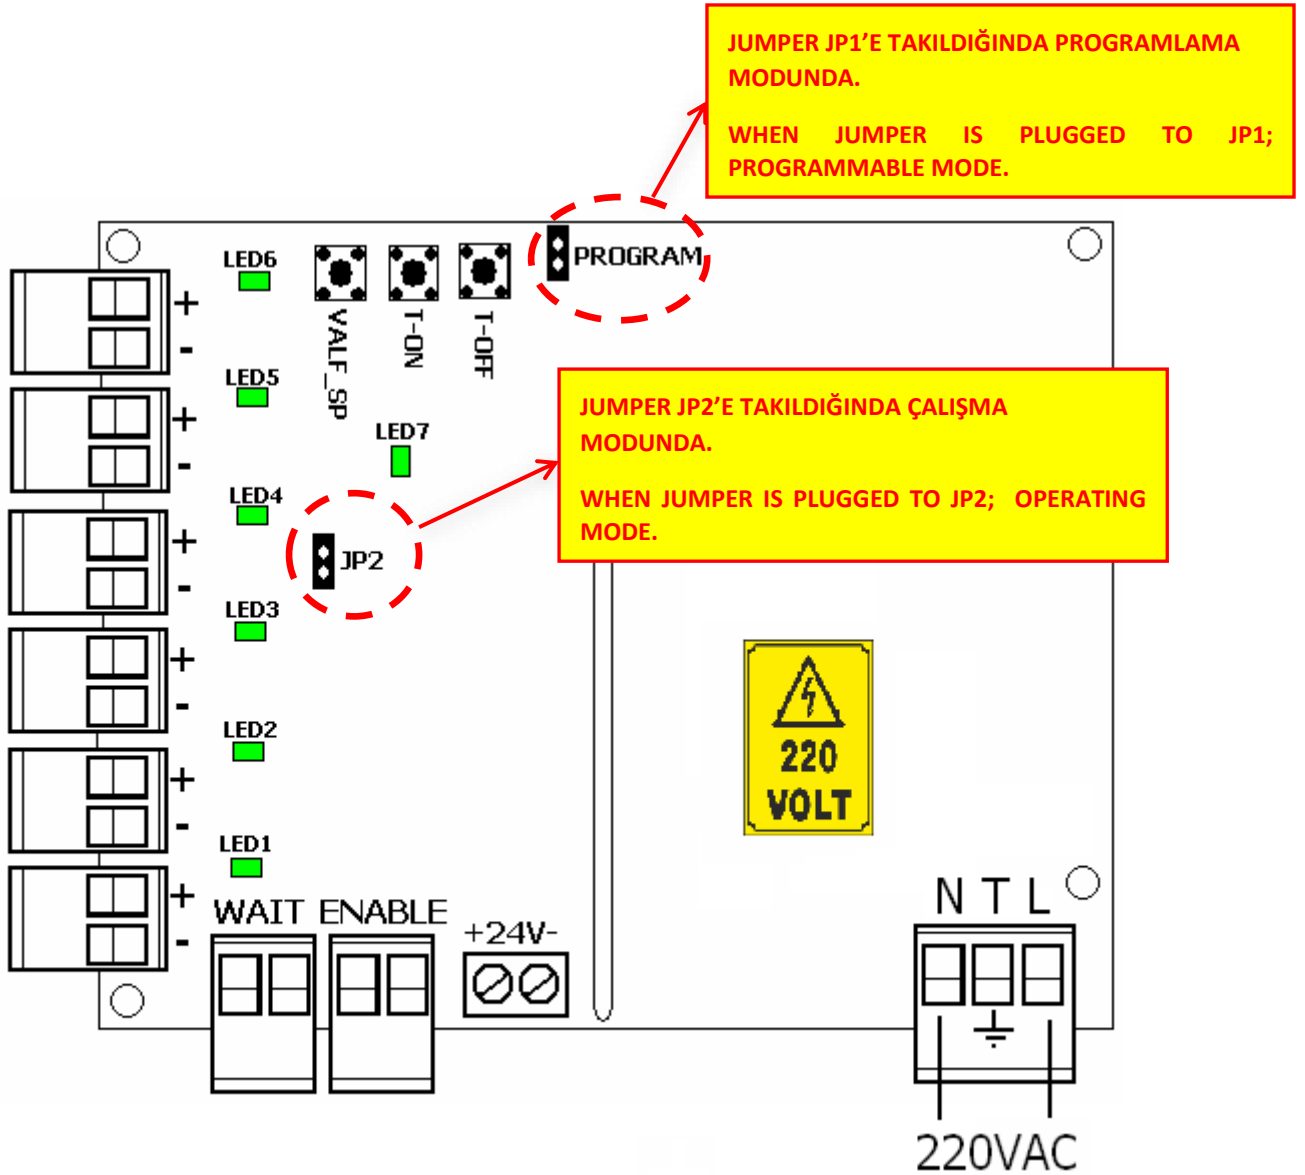 JUMPER JP1’E TAKILDIĞINDA PROGRAMLAMA
MODUNDA.
WHEN JUMPER IS PLUGGED TO JP1;
PROGRAMMABLE MODE.
LED6
+
-
VALF_SP
T-ON
T-OFF
PROGRAM
LED5
+
-
LED7
JUMPER JP2’E TAKILDIĞINDA ÇALIŞMA
MODUNDA.
WHEN JUMPER IS PLUGGED TO JP2; OPERATING
MODE.
LED4
+
-
JP2
LED3
+
-
LED2
+
-
220
VOLT
LED1
+
-
WAIT ENABLE
+24V-
N T L
220VAC